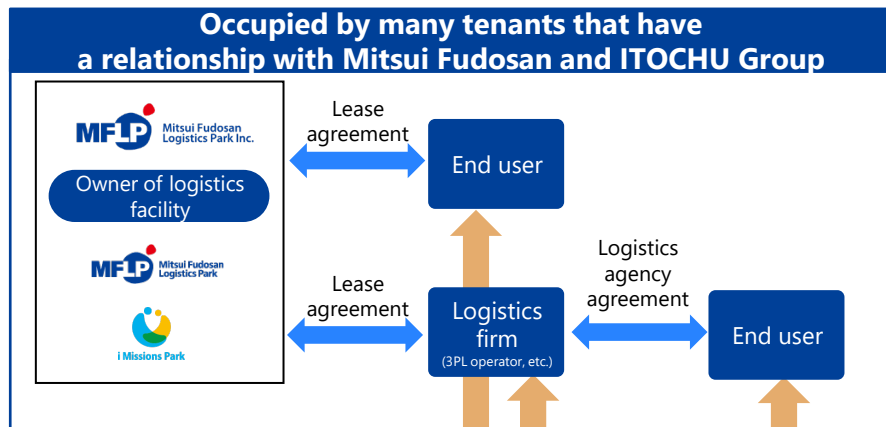 Occupied by many tenants that have
a relationship with Mitsui Fudosan and ITOCHU Group
MFLP Mitsui Fudosan
Logistics Park Inc.
Owner of logistics
facility
MFLP Mitsui Fudosan
Logistics Park
i Missions Park
Lease
agreement
End user
Lease
agreement
Logistics
firm
(3PL operator, etc.)
Logistics
agency
agreement
End user